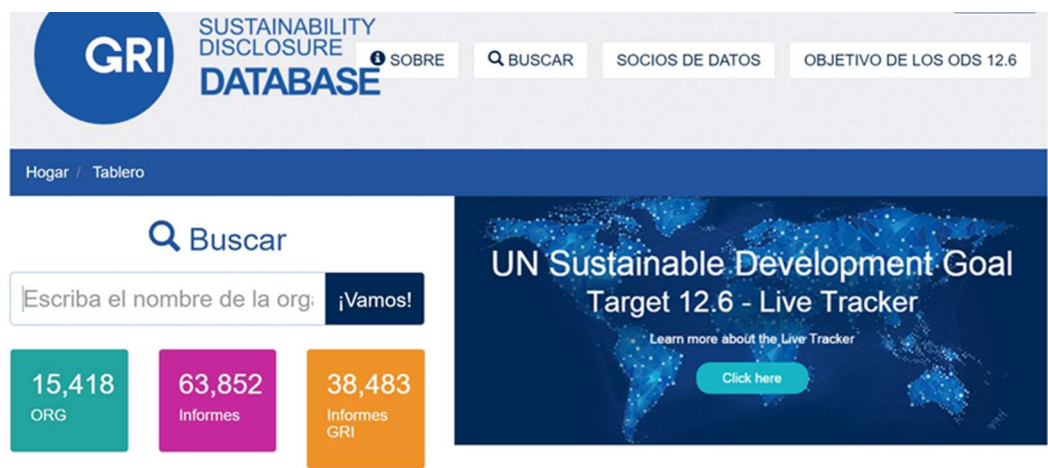 GRI
SUSTAINABILITY
DISCLOSURE
DATABASE
SOBRE
BUSCAR
SOCIOS DE DATOS
OBJETIVO DE LOS ODS 12.6
Hogar / Tablero
Buscar
Escriba el nombre de la orga
¡Vamos!
15,418
ORG
63,852
Informes
38,483
Informes
GRI
UN Sustainable Development Goal
Target 12.6 - Live Tracker
Learn more about the Live Tracker
Click here